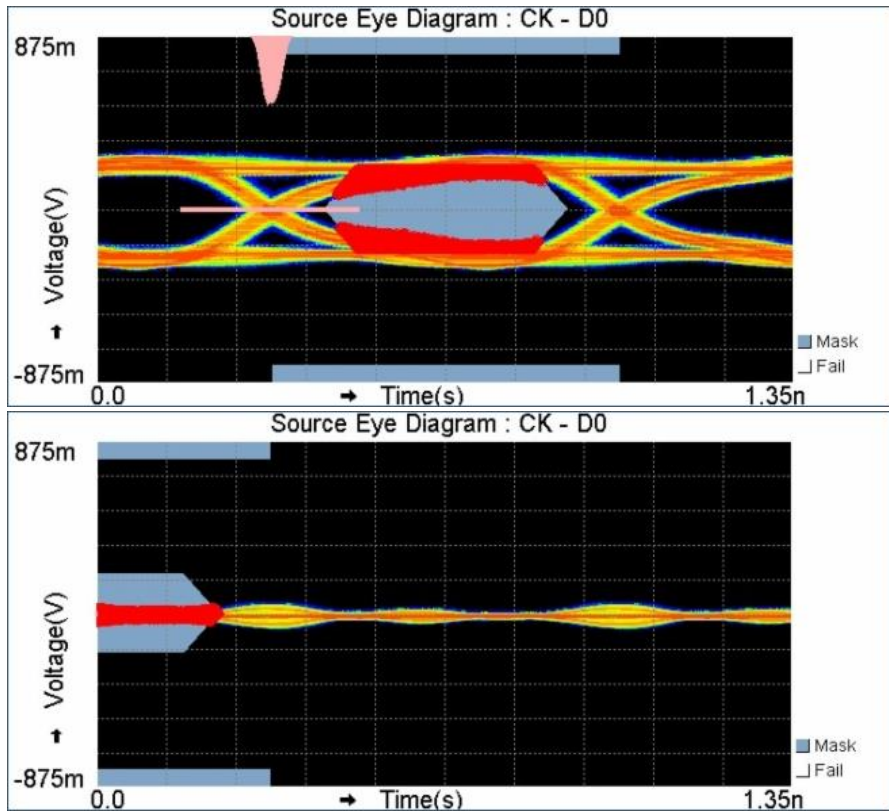 Source Eye Diagram : CK - D0
875m
Voltage(V)
-875m
Mask
Fail
0.0
Time(s)
1.35n
Source Eye Diagram : CK - D0
875m
Voltage(V)
-875m
Mask
Fail
0.0
Time(s)
1.35n